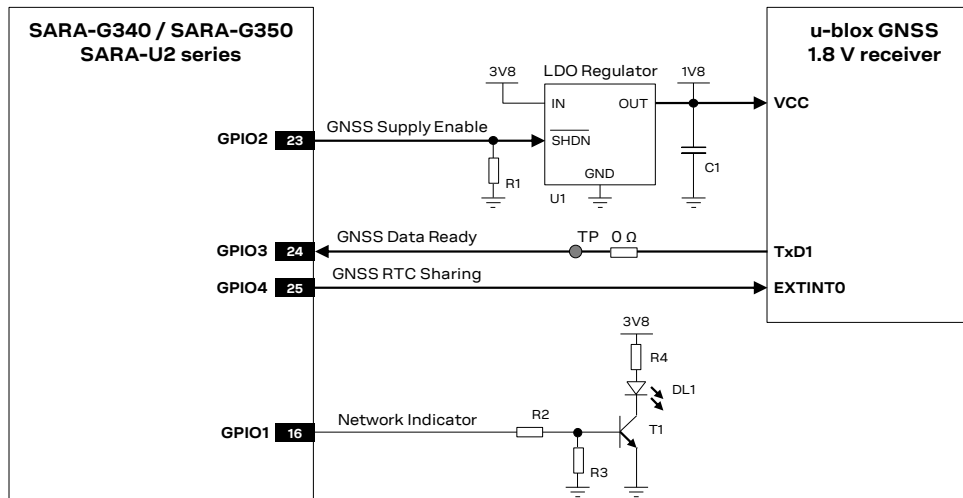 SARA-G340 / SARA-G350
SARA-U2 series
u-blox GNSS
1.8 V receiver
3V8
LDO Regulator
1V8
IN
OUT
VCC
GPIO2
23
GNSS Supply Enable
SHDN
GND
R1
U1
C1
GPIO3
24
GNSS Data Ready
TP
0 Ω
TxD1
GPIO4
25
GNSS RTC Sharing
EXTINT0
3V8
R4
DL1
GPIO1
16
Network Indicator
R2
T1
R3